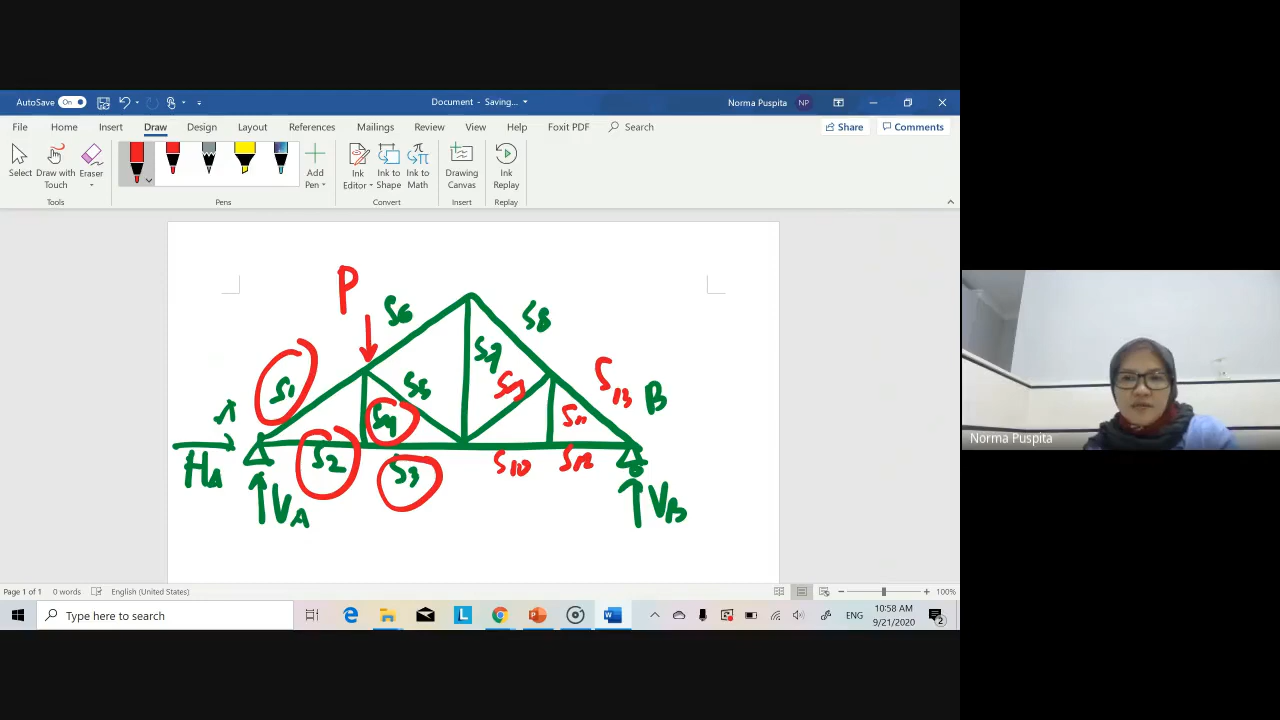 AutoSave On Document - Saving... Norma Puspita NP
File Home Insert Draw Design Layout References Mailings Review View Help Foxit PDF Search Share Comments
Select Draw with Touch Eraser Add Pen Ink Editor Ink to Shape Ink to Math Drawing Canvas Ink Replay
Tools Pens Convert Insert Replay
P
S6 S8
S7
S1 S5 S9 S13 B
A S4 S11
HA S2 S3 S10 S12
VA VB
Norma Puspita
Page 1 of 1 0 words English (United States) 100%
Type here to search L ENG 10:58 AM
9/21/2020 2